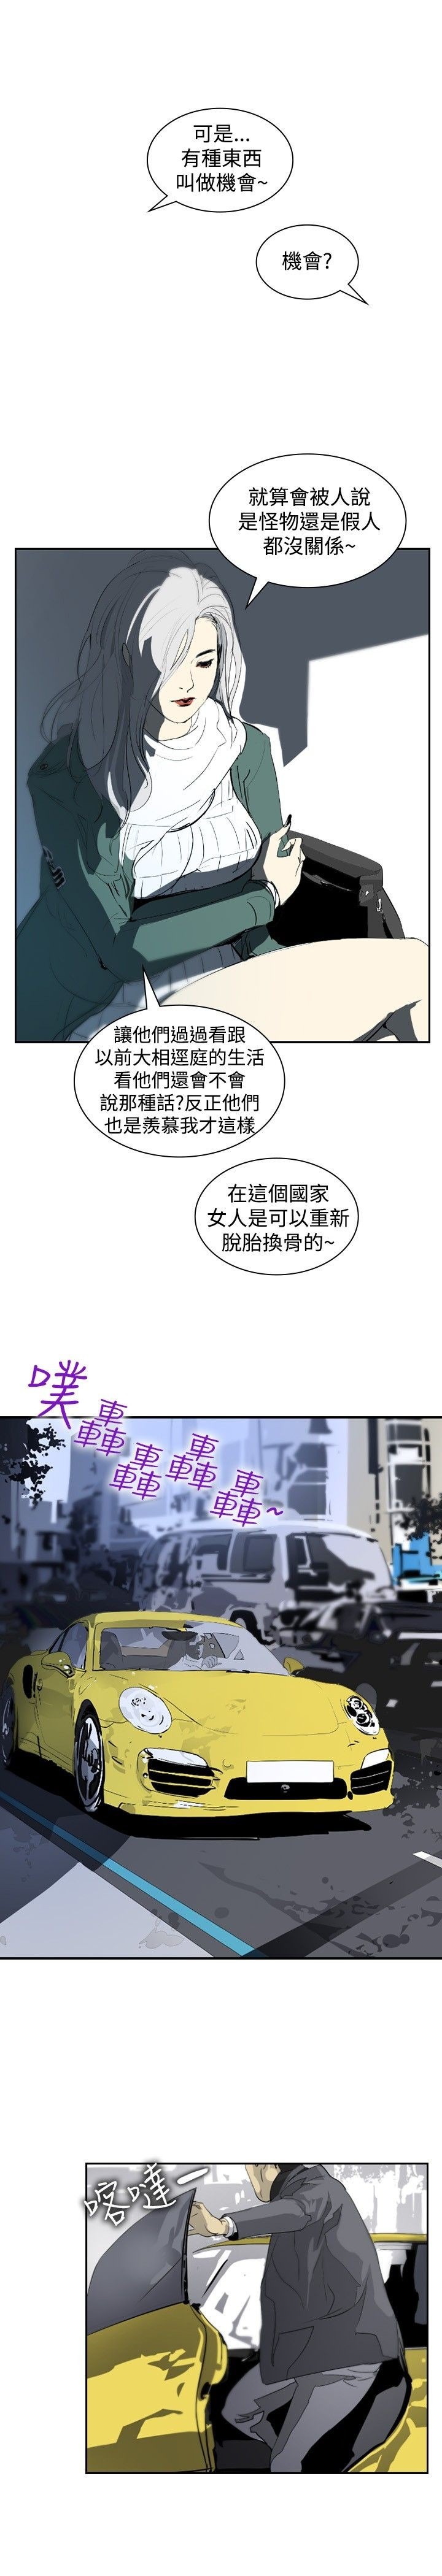 可是...
有種東西
叫做機會~
機會?
就算會被人說
是怪物還是假人
都沒關係~
讓他們過過看跟
以前大相逕庭的生活
看他們還會不會
說那種話?反正他們
也是羨慕我才這樣
在這個國家
女人是可以重新
脫胎換骨的~
噗轟轟轟轟~
喀噠—